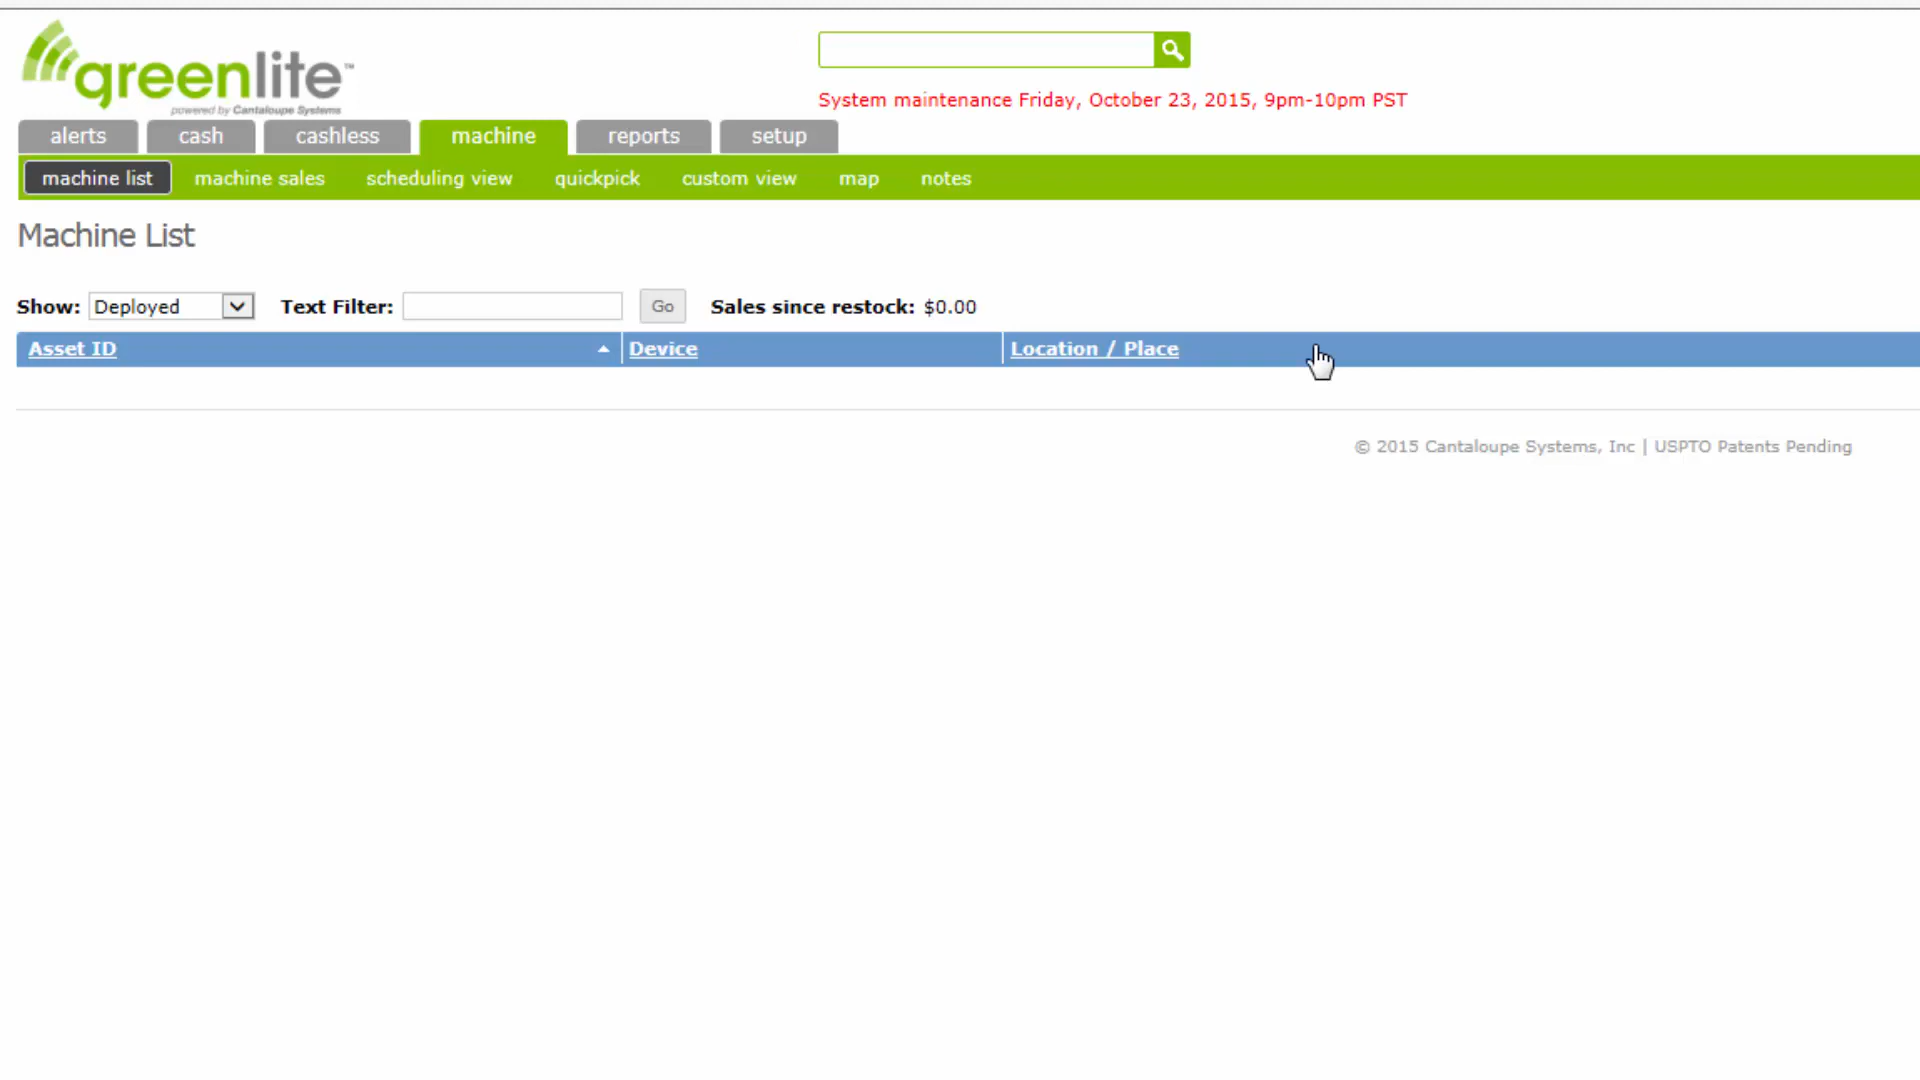 greenlite™
powered by Cantaloupe Systems
System maintenance Friday, October 23, 2015, 9pm-10pm PST
alerts cash cashless machine reports setup
machine list machine sales scheduling view quickpick custom view map notes
Machine List
Show: Deployed Text Filter: Go Sales since restock: $0.00
Asset ID Device Location / Place
© 2015 Cantaloupe Systems, Inc | USPTO Patents Pending